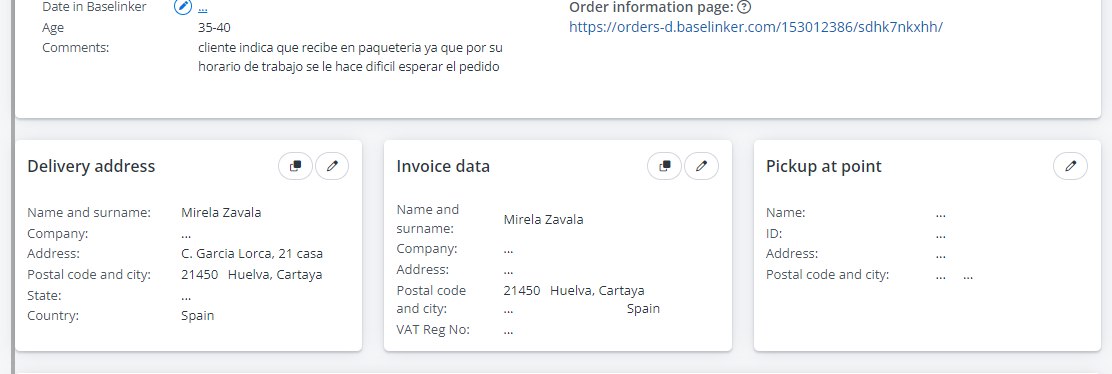 Date in Baselinker ...
Age 35-40
Comments: cliente indica que recibe en paqueteria ya que por su
horario de trabajo se le hace dificil esperar el pedido
Order information page: ?
https://orders-d.baselinker.com/153012386/sdhk7nkxhh/
Delivery address
Name and surname: Mirela Zavala
Company: ...
Address: C. Garcia Lorca, 21 casa
Postal code and city: 21450 Huelva, Cartaya
State: ...
Country: Spain
Invoice data
Name and
surname: Mirela Zavala
Company: ...
Address: ...
Postal code 21450 Huelva, Cartaya
and city: ... Spain
VAT Reg No: ...
Pickup at point
Name: ...
ID: ...
Address: ...
Postal code and city: ... ...